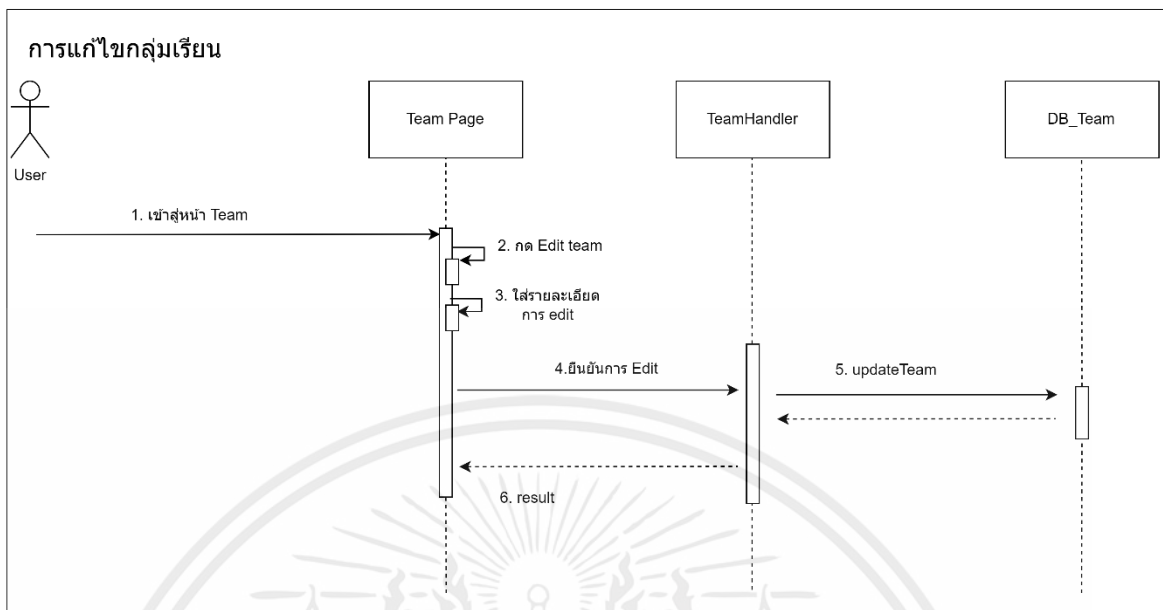 การแก้ไขกลุ่มเรียน
Team Page
TeamHandler
DB_Team
User
1. เข้าสู่หน้า Team
2. กด Edit team
3. ใส่รายละเอียด
การ edit
4.ยืนยันการ Edit
5. updateTeam
6. result